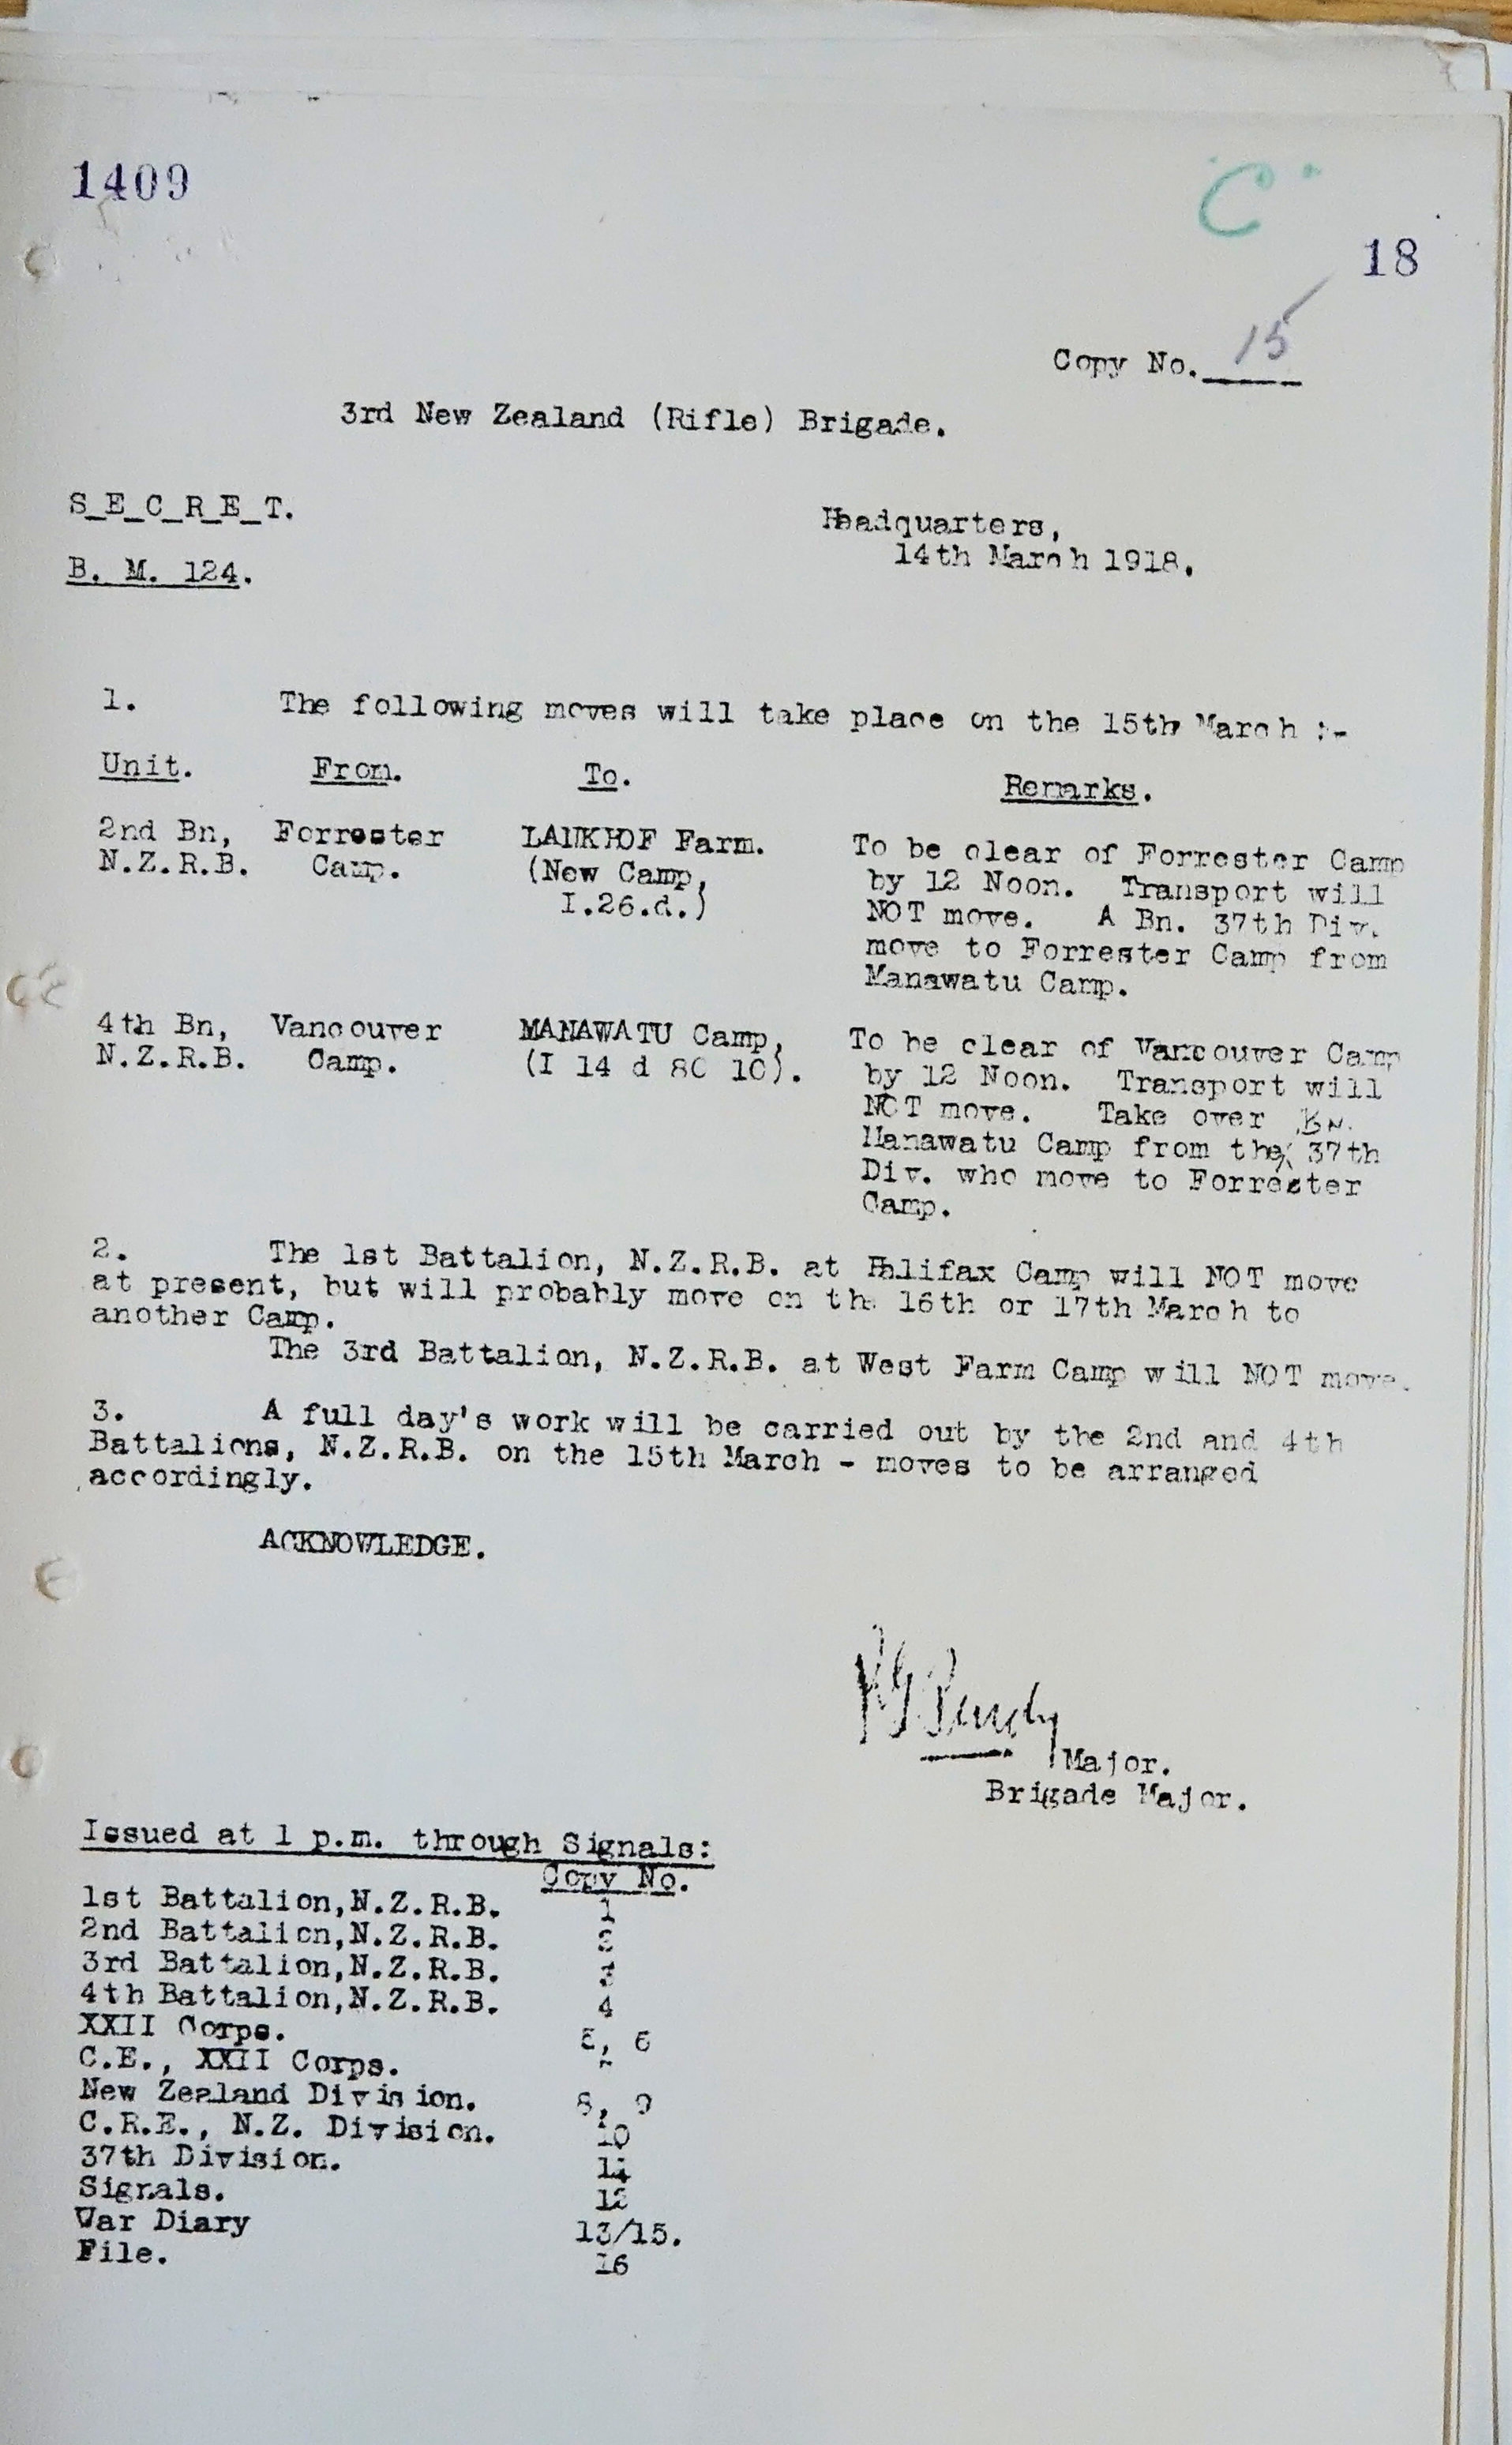 1409
"C"
18
Copy No. 15
3rd New Zealand (Rifle) Brigade.
S_E_C_R_E_T.
Headquarters,
14th March 1918.
B. M. 124.
1. The following moves will take place on the 15th March :-
Unit. From. To. Remarks.
2nd Bn, Forrester LANKHOF Farm. To be clear of Forrester Camp
N.Z.R.B. Camp. (New Camp, by 12 Noon. Transport will
I.26.d.) NOT move. A Bn. 37th Div.
move to Forrester Camp from
Manawatu Camp.
4th Bn, Vancouver MANAWATU Camp, To be clear of Vancouver Camp
N.Z.R.B. Camp. (I 14 d 80 10). by 12 Noon. Transport will
NOT move. Take over Bn.
Manawatu Camp from the 37th
Div. who move to Forrester
Camp.
2. The 1st Battalion, N.Z.R.B. at Halifax Camp will NOT move
at present, but will probably move on the 16th or 17th March to
another Camp.
The 3rd Battalion, N.Z.R.B. at West Farm Camp will NOT move.
3. A full day's work will be carried out by the 2nd and 4th
Battalions, N.Z.R.B. on the 15th March - moves to be arranged
accordingly.
ACKNOWLEDGE.
Major.
Brigade Major.
Issued at 1 p.m. through Signals:
Copy No.
1st Battalion, N.Z.R.B. 1
2nd Battalion, N.Z.R.B. 2
3rd Battalion, N.Z.R.B. 3
4th Battalion, N.Z.R.B. 4
XXII Corps. 5, 6
C.E., XXII Corps. 7
New Zealand Division. 8, 9
C.R.E., N.Z. Division. 10
37th Division. 11
Signals. 12
War Diary 13/15.
File. 16